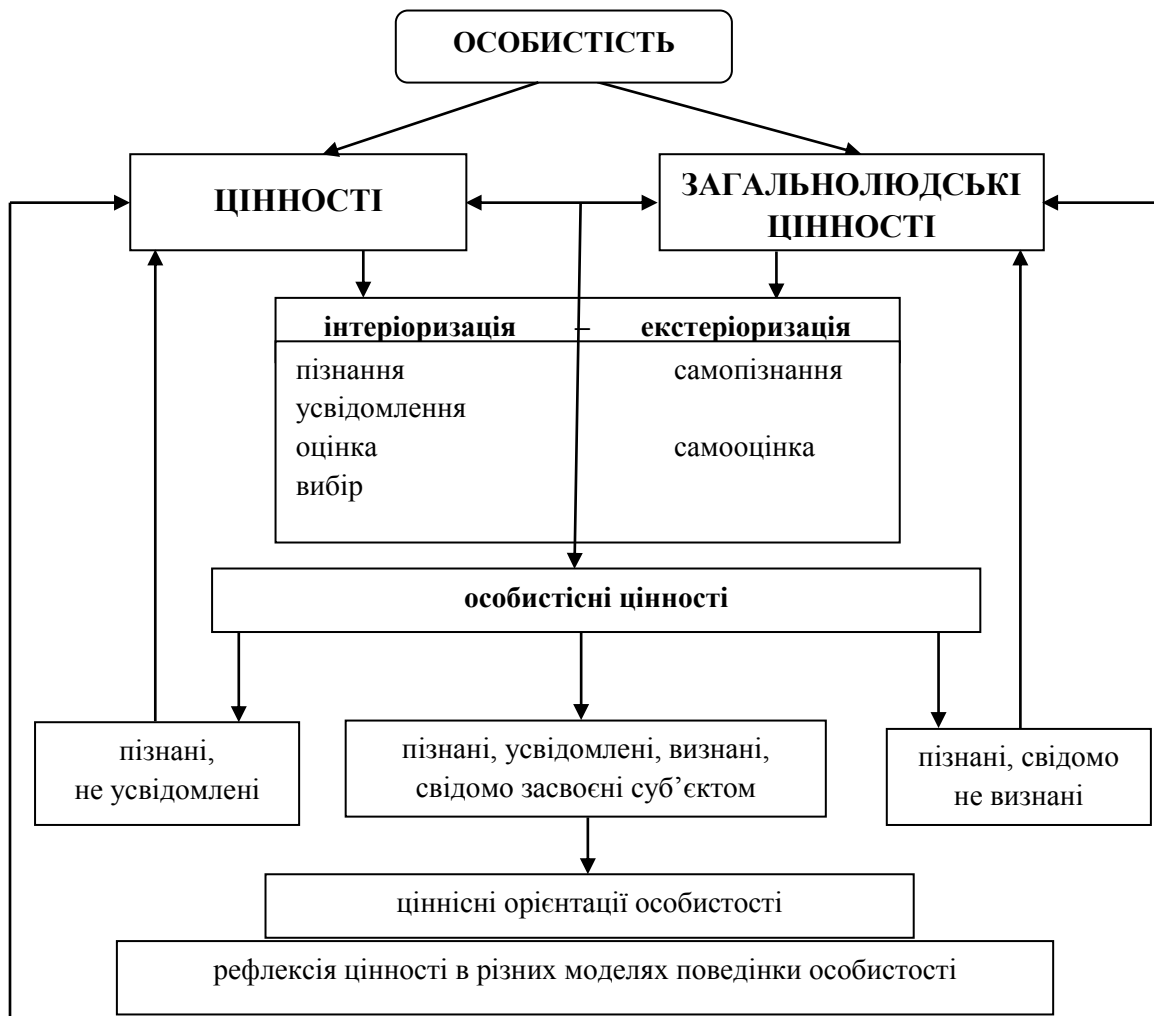 ОСОБИСТІСТЬ
ЦІННОСТІ
ЗАГАЛЬНОЛЮДСЬКІ
ЦІННОСТІ
інтеріоризація – екстеріоризація
пізнання самопізнання
усвідомлення
оцінка самооцінка
вибір
особистісні цінності
пізнані,
не усвідомлені
пізнані, усвідомлені, визнані,
свідомо засвоєні суб’єктом
пізнані, свідомо
не визнані
ціннісні орієнтації особистості
рефлексія цінності в різних моделях поведінки особистості